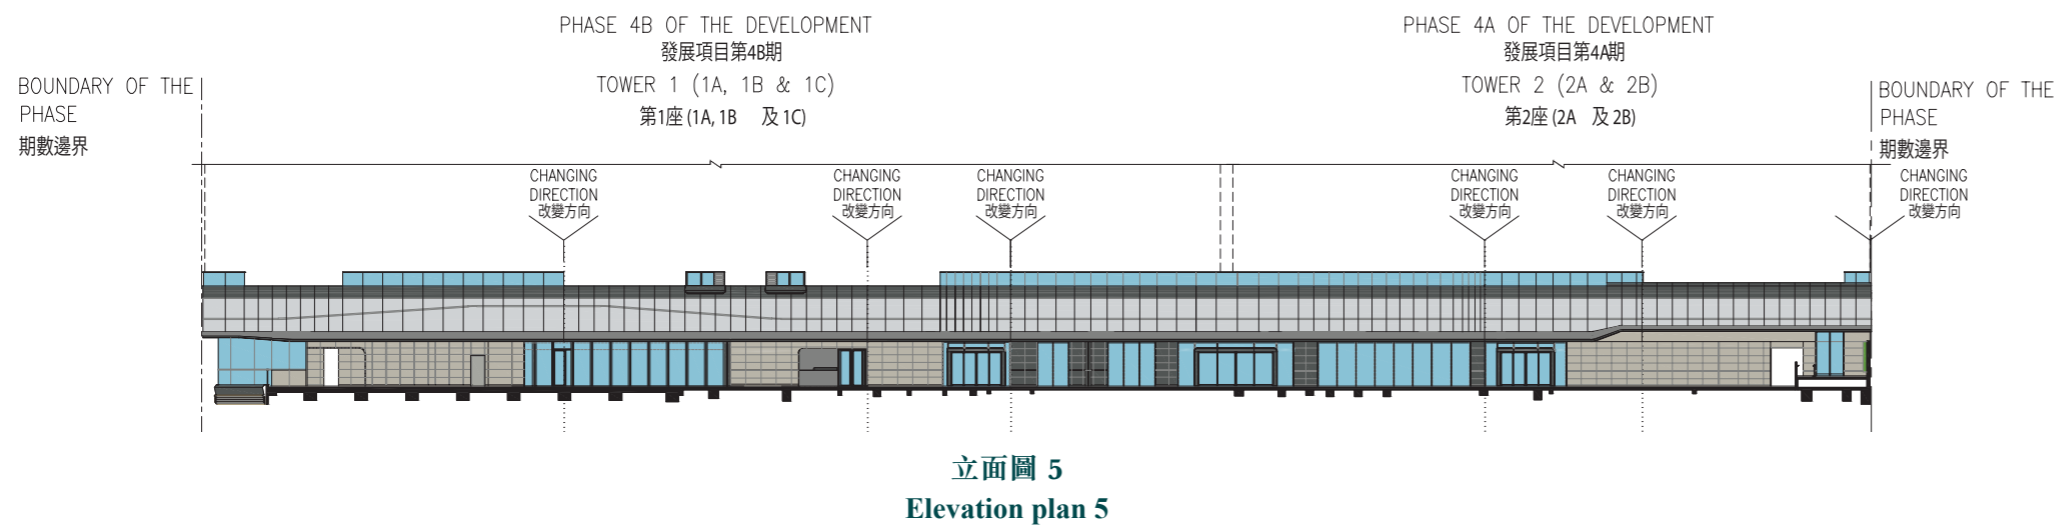 PHASE 4B OF THE DEVELOPMENT
發展項目第4B期
TOWER 1 (1A, 1B & 1C)
第1座 (1A, 1B 及 1C)
PHASE 4A OF THE DEVELOPMENT
發展項目第4A期
TOWER 2 (2A & 2B)
第2座 (2A 及 2B)
BOUNDARY OF THE
PHASE
期數邊界
BOUNDARY OF THE
PHASE
期數邊界
CHANGING
DIRECTION
改變方向
CHANGING
DIRECTION
改變方向
CHANGING
DIRECTION
改變方向
CHANGING
DIRECTION
改變方向
CHANGING
DIRECTION
改變方向
CHANGING
DIRECTION
改變方向
立面圖 5
Elevation plan 5